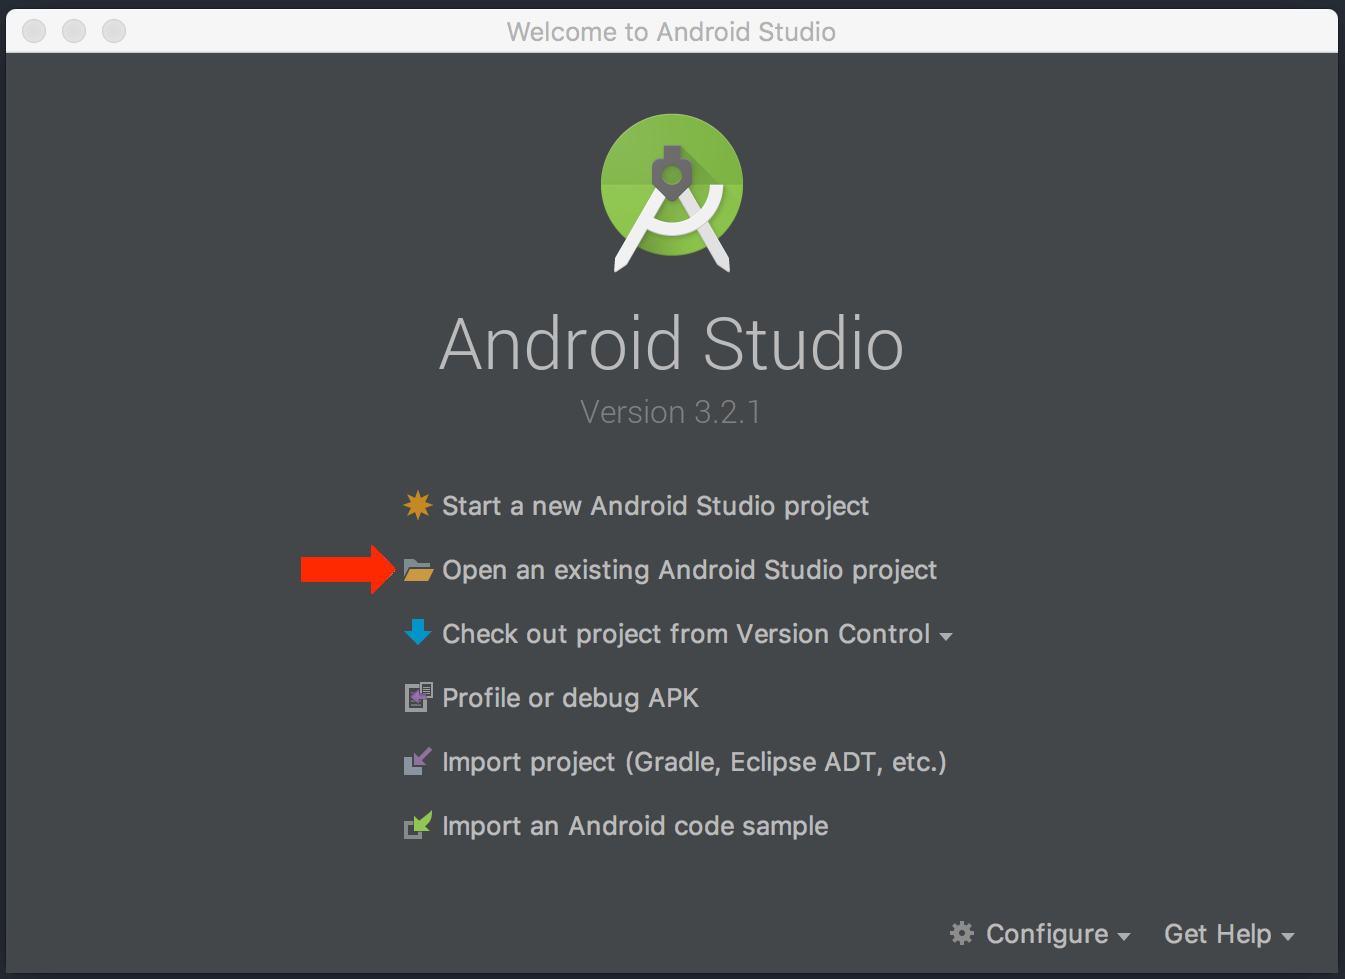 Welcome to Android Studio
Android Studio
Version 3.2.1
Start a new Android Studio project
Open an existing Android Studio project
Check out project from Version Control
Profile or debug APK
Import project (Gradle, Eclipse ADT, etc.)
Import an Android code sample
Configure
Get Help